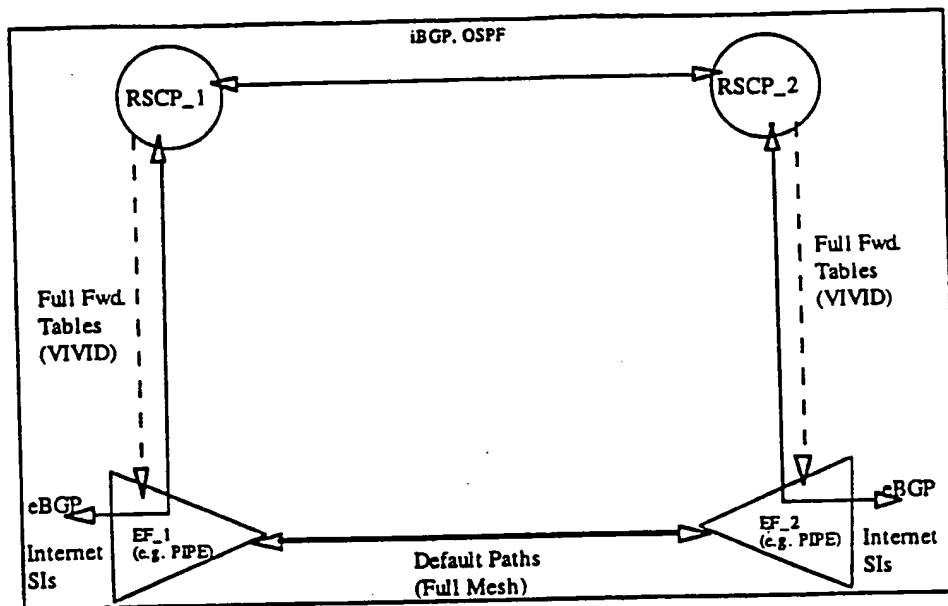 iBGP, OSPF
RSCP_1
RSCP_2
Full Fwd.
Tables
(VIVID)
Full Fwd.
Tables
(VIVID)
eBGP
EF_1
(e.g. PIPE)
Internet
SIs
Default Paths
(Full Mesh)
eBGP
EF_2
(e.g. PIPE)
Internet
SIs